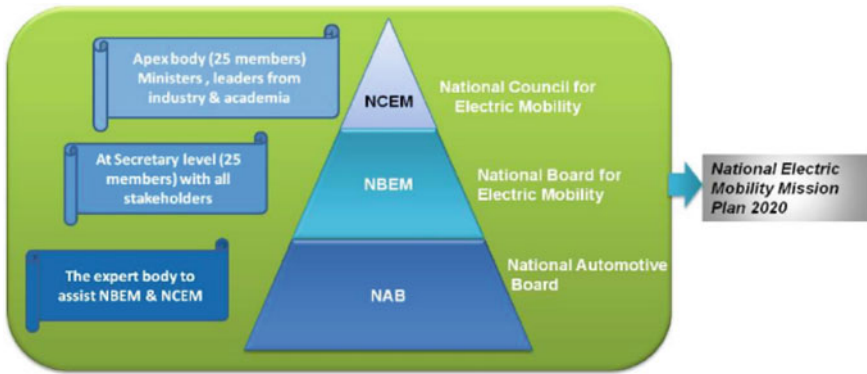 Apex body (25 members)
Ministers , leaders from
industry & academia
NCEM
National Council for
Electric Mobility
At Secretary level (25
members) with all
stakeholders
NBEM
National Board for
Electric Mobility
The expert body to
assist NBEM & NCEM
NAB
National Automotive
Board
National Electric
Mobility Mission
Plan 2020